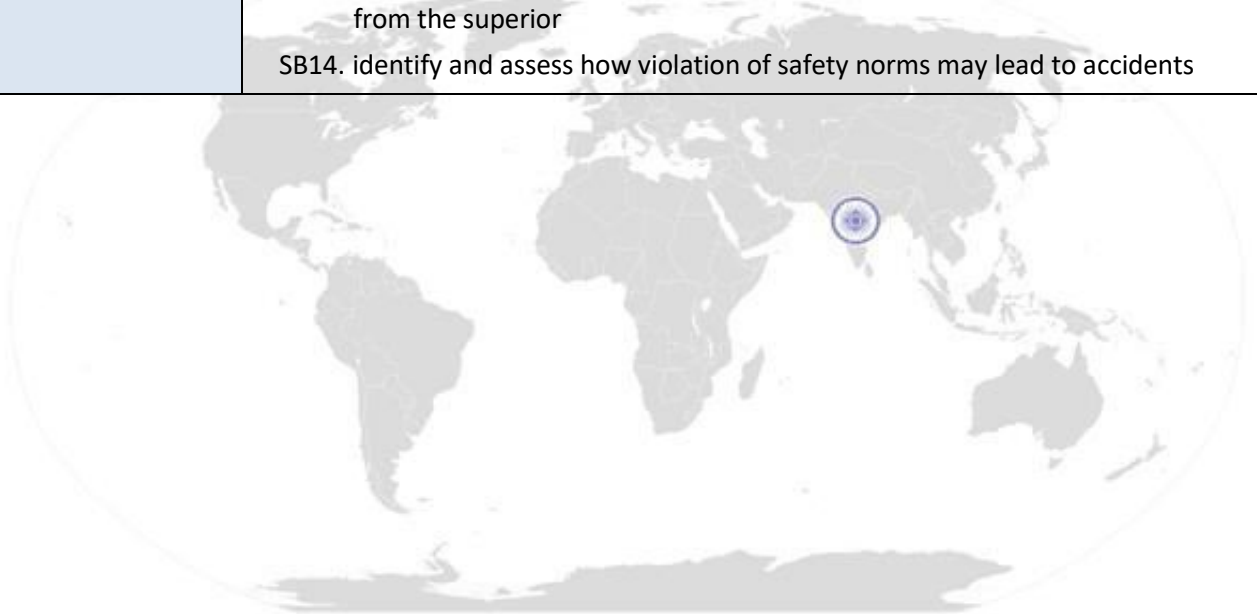 from the superior
SB14. identify and assess how violation of safety norms may lead to accidents